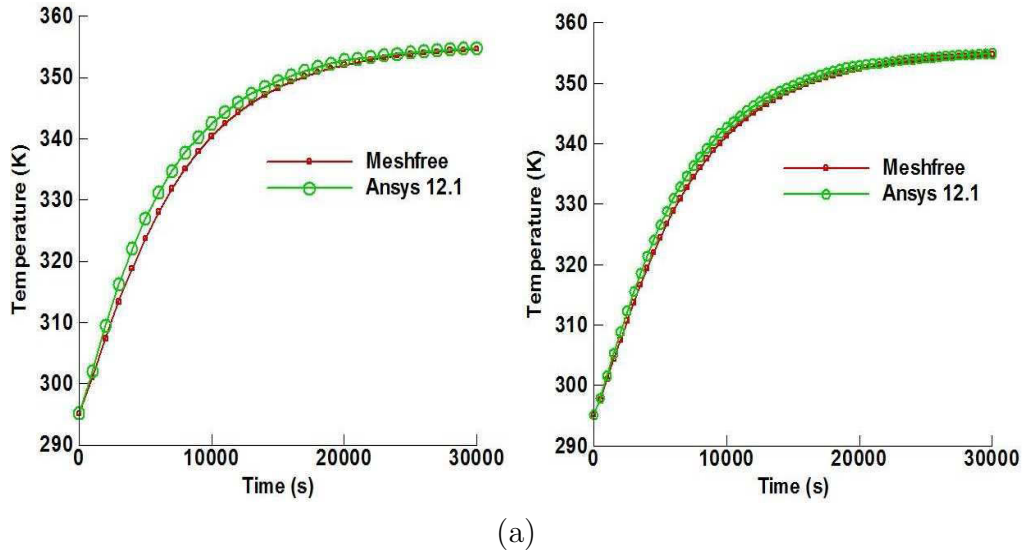 360
350
340
330
320
310
300
290
Temperature (K)
Meshfree
Ansys 12.1
0 10000 20000 30000
Time (s)
360
350
340
330
320
310
300
290
Temperature (K)
Meshfree
Ansys 12.1
0 10000 20000 30000
Time (s)
(a)